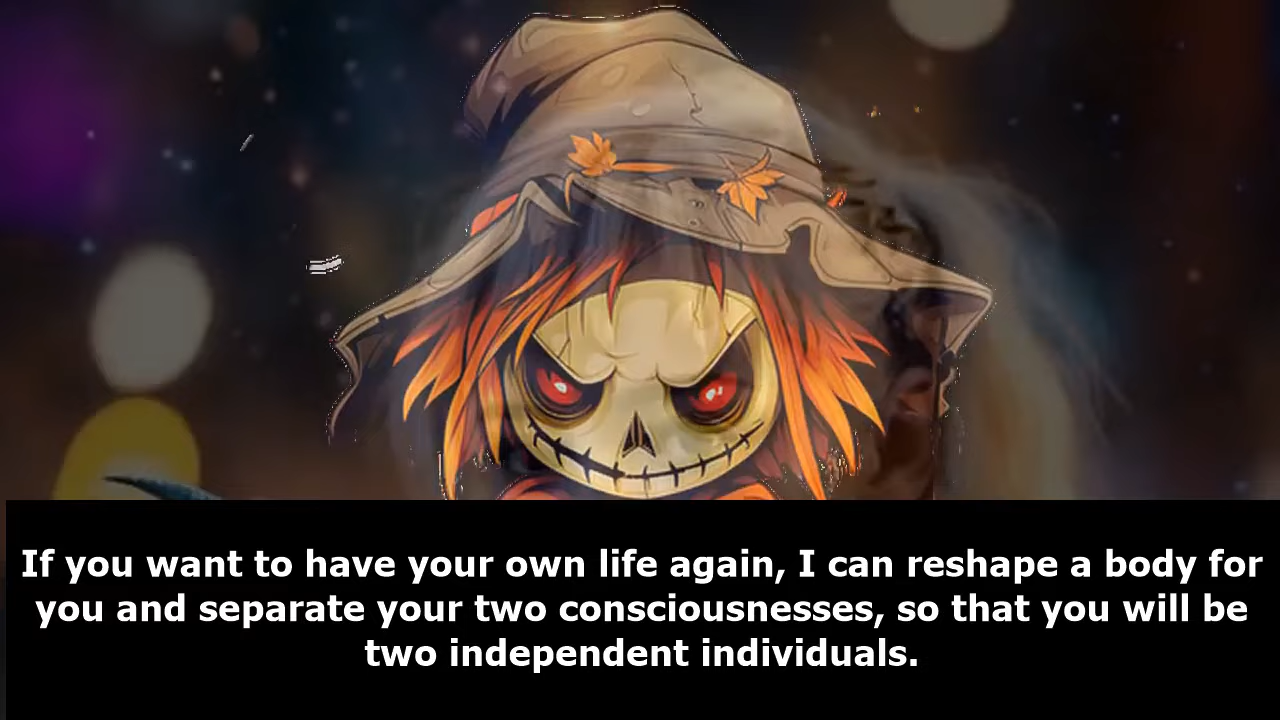 If you want to have your own life again, I can reshape a body for
you and separate your two consciousnesses, so that you will be
two independent individuals.